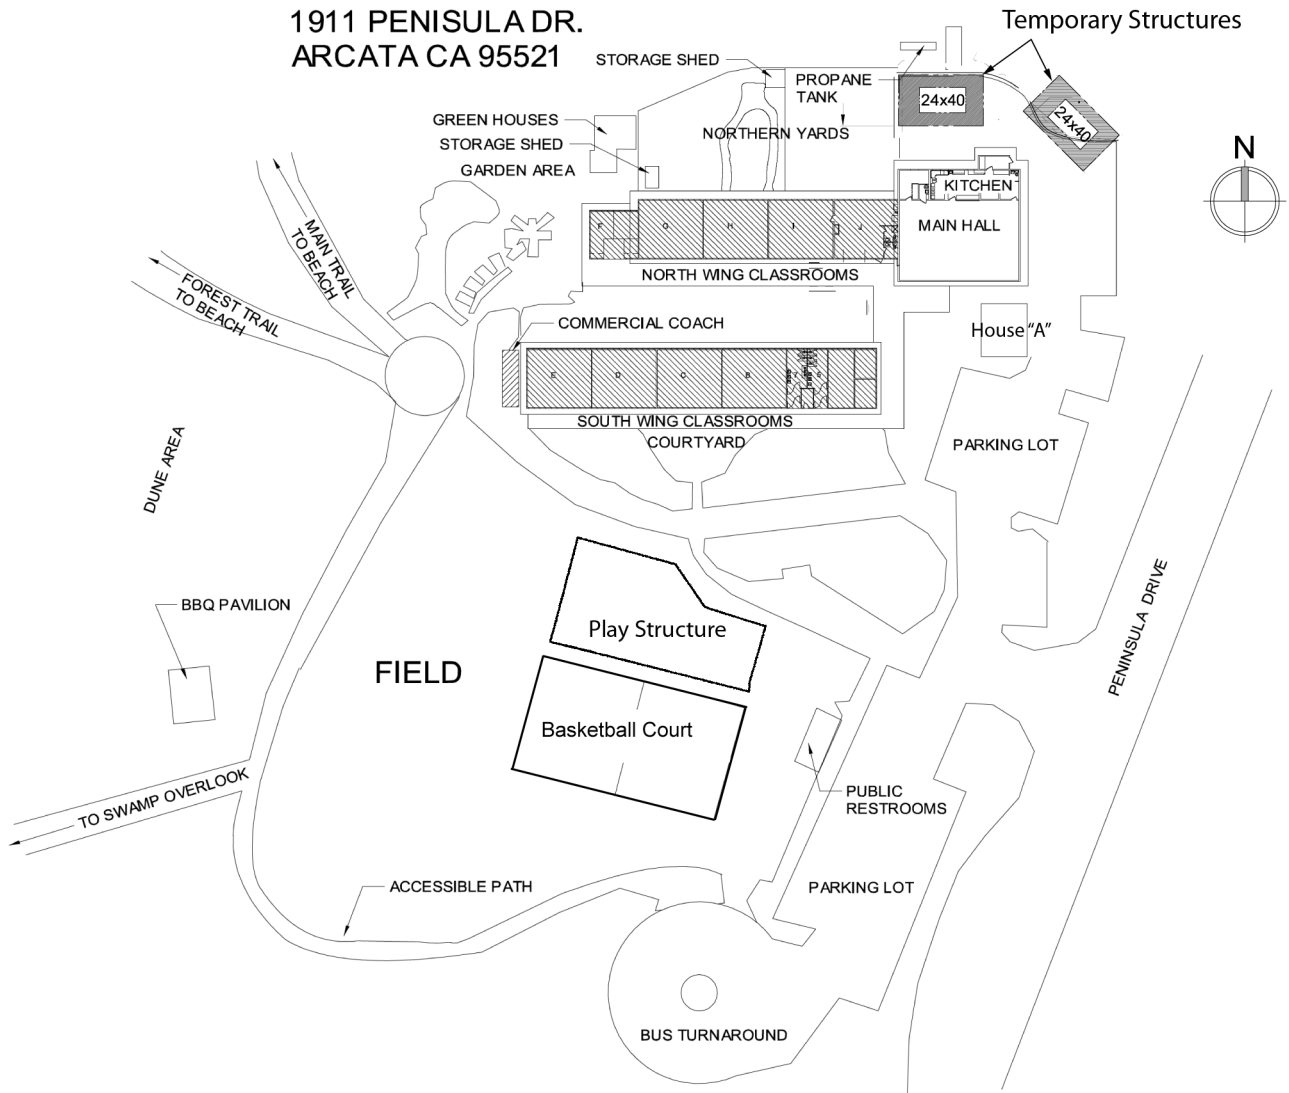 1911 PENISULA DR.
ARCATA CA 95521
Temporary Structures
STORAGE SHED
PROPANE
TANK
24x40
24x40
GREEN HOUSES
NORTHERN YARDS
STORAGE SHED
GARDEN AREA
N
KITCHEN
MAIN HALL
F
G
H
I
J
MAIN TRAIL
TO BEACH
NORTH WING CLASSROOMS
FOREST TRAIL
TO BEACH
COMMERCIAL COACH
House "A"
E
D
C
B
SOUTH WING CLASSROOMS
COURTYARD
PARKING LOT
DUNE AREA
PENINSULA DRIVE
BBQ PAVILION
Play Structure
FIELD
Basketball Court
TO SWAMP OVERLOOK
PUBLIC
RESTROOMS
ACCESSIBLE PATH
PARKING LOT
BUS TURNAROUND